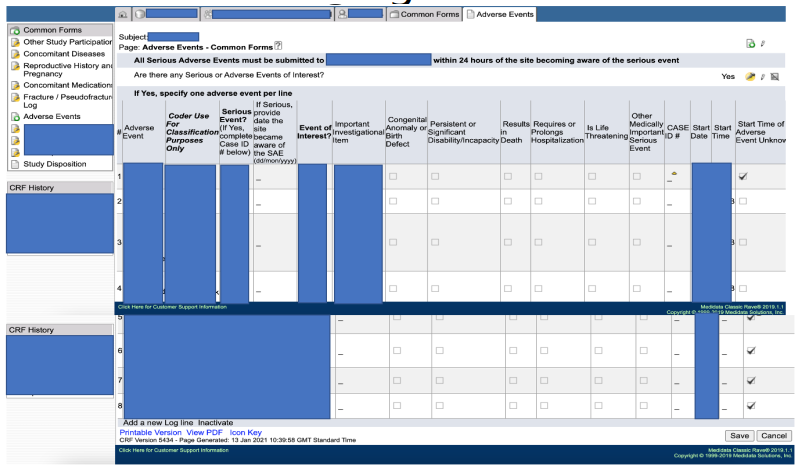 Common Forms
Adverse Events
Common Forms
Other Study Participation
Concomitant Diseases
Reproductive History and
Pregnancy
Concomitant Medications
Fracture / Pseudofracture
Log
Adverse Events
Study Disposition
CRF History
Subject:
Page: Adverse Events - Common Forms
All Serious Adverse Events must be submitted to within 24 hours of the site becoming aware of the serious event
Are there any Serious or Adverse Events of Interest?
Yes
If Yes, specify one adverse event per line
#
Adverse
Event
Coder Use
For
Classification
Purposes
Only
Serious
Event?
(If Yes,
complete
Case ID
# below)
If Serious,
provide
date the
site
became
aware of
the SAE
(dd/mon/yyyy)
Event of
Interest?
Important
Investigational
Item
Congenital
Anomaly or
Birth
Defect
Persistent or
Significant
Disability/Incapacity
Results
in
Death
Requires or
Prolongs
Hospitalization
Is Life
Threatening
Other
Medically
Important
Serious
Event
CASE
ID #
Start
Date
Start
Time
Start Time of
Adverse
Event Unknow
1
2
3
4
Click Here for Customer Support Information
Medidata Classic Rave® 2019.1.1
Copyright © 1999-2019 Medidata Solutions, Inc.
CRF History
5
6
7
8
Add a new Log line Inactivate
Printable Version View PDF Icon Key
CRF Version 5434 - Page Generated: 13 Jan 2021 10:39:58 GMT Standard Time
Save Cancel
Click Here for Customer Support Information
Medidata Classic Rave® 2019.1.1
Copyright © 1999-2019 Medidata Solutions, Inc.